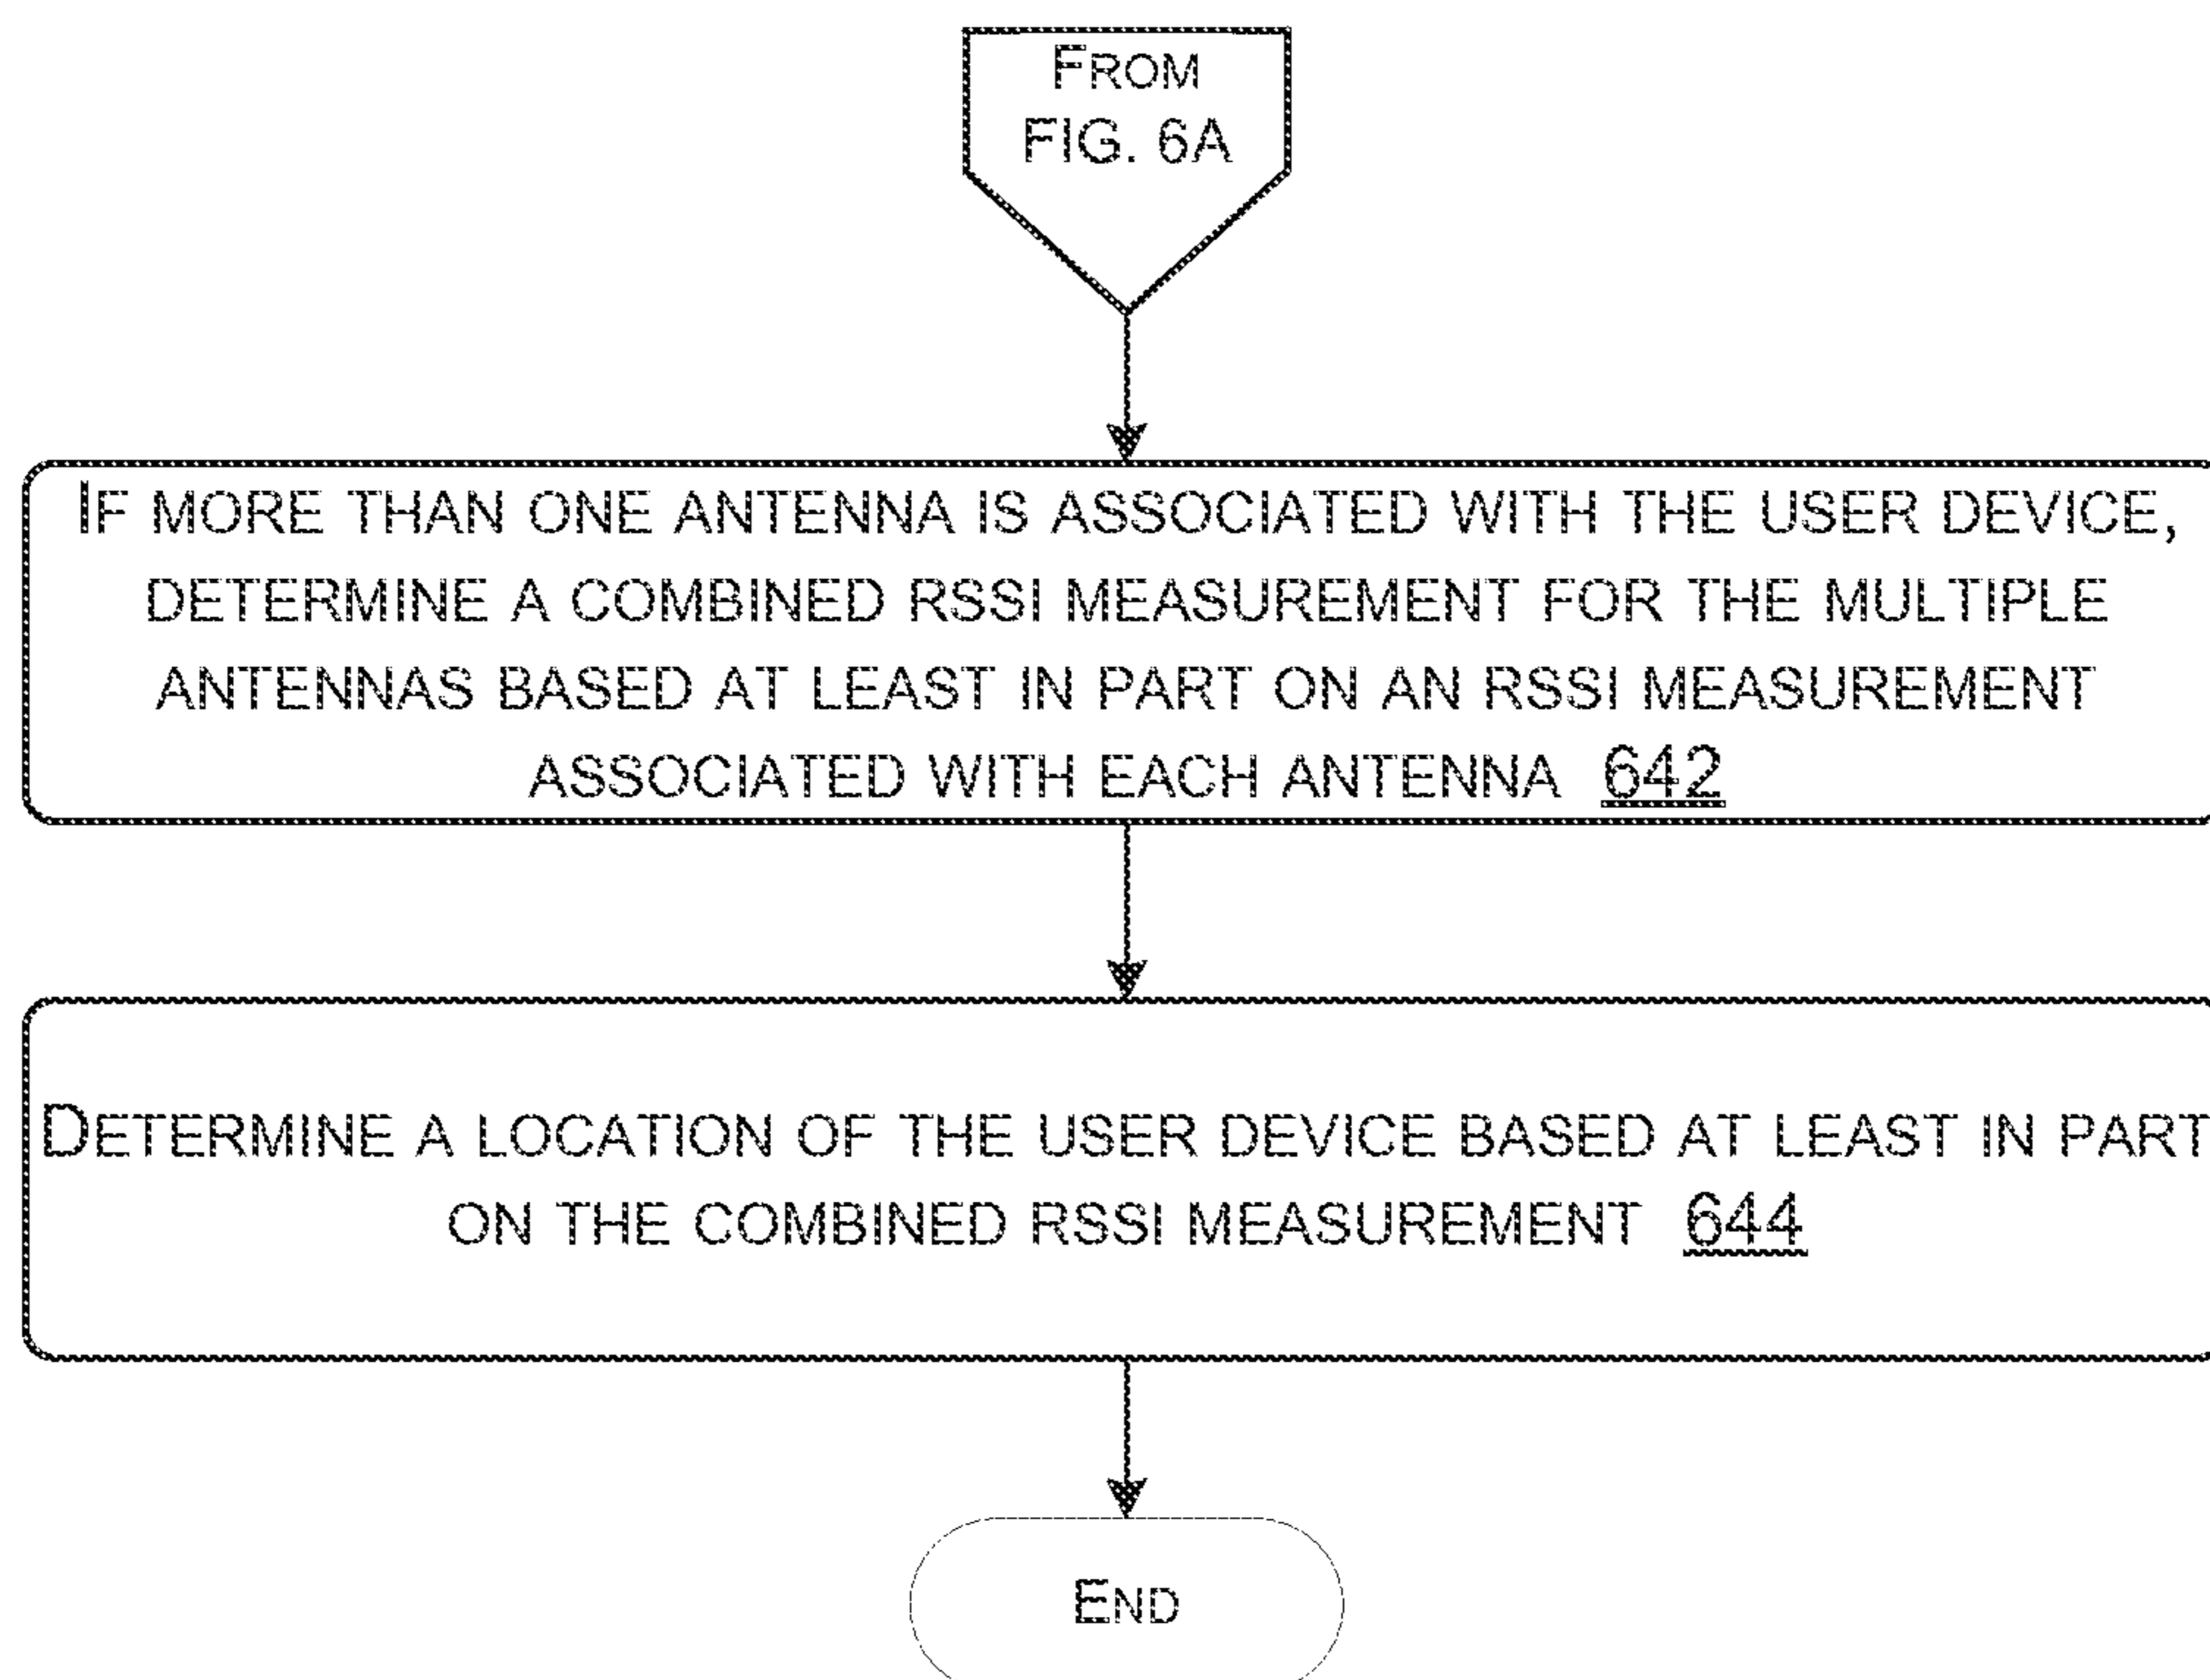 FROM
FIG. 6A
IF MORE THAN ONE ANTENNA IS ASSOCIATED WITH THE USER DEVICE,
DETERMINE A COMBINED RSSI MEASUREMENT FOR THE MULTIPLE
ANTENNAS BASED AT LEAST IN PART ON AN RSSI MEASUREMENT
ASSOCIATED WITH EACH ANTENNA 642
DETERMINE A LOCATION OF THE USER DEVICE BASED AT LEAST IN PART
ON THE COMBINED RSSI MEASUREMENT 644
END